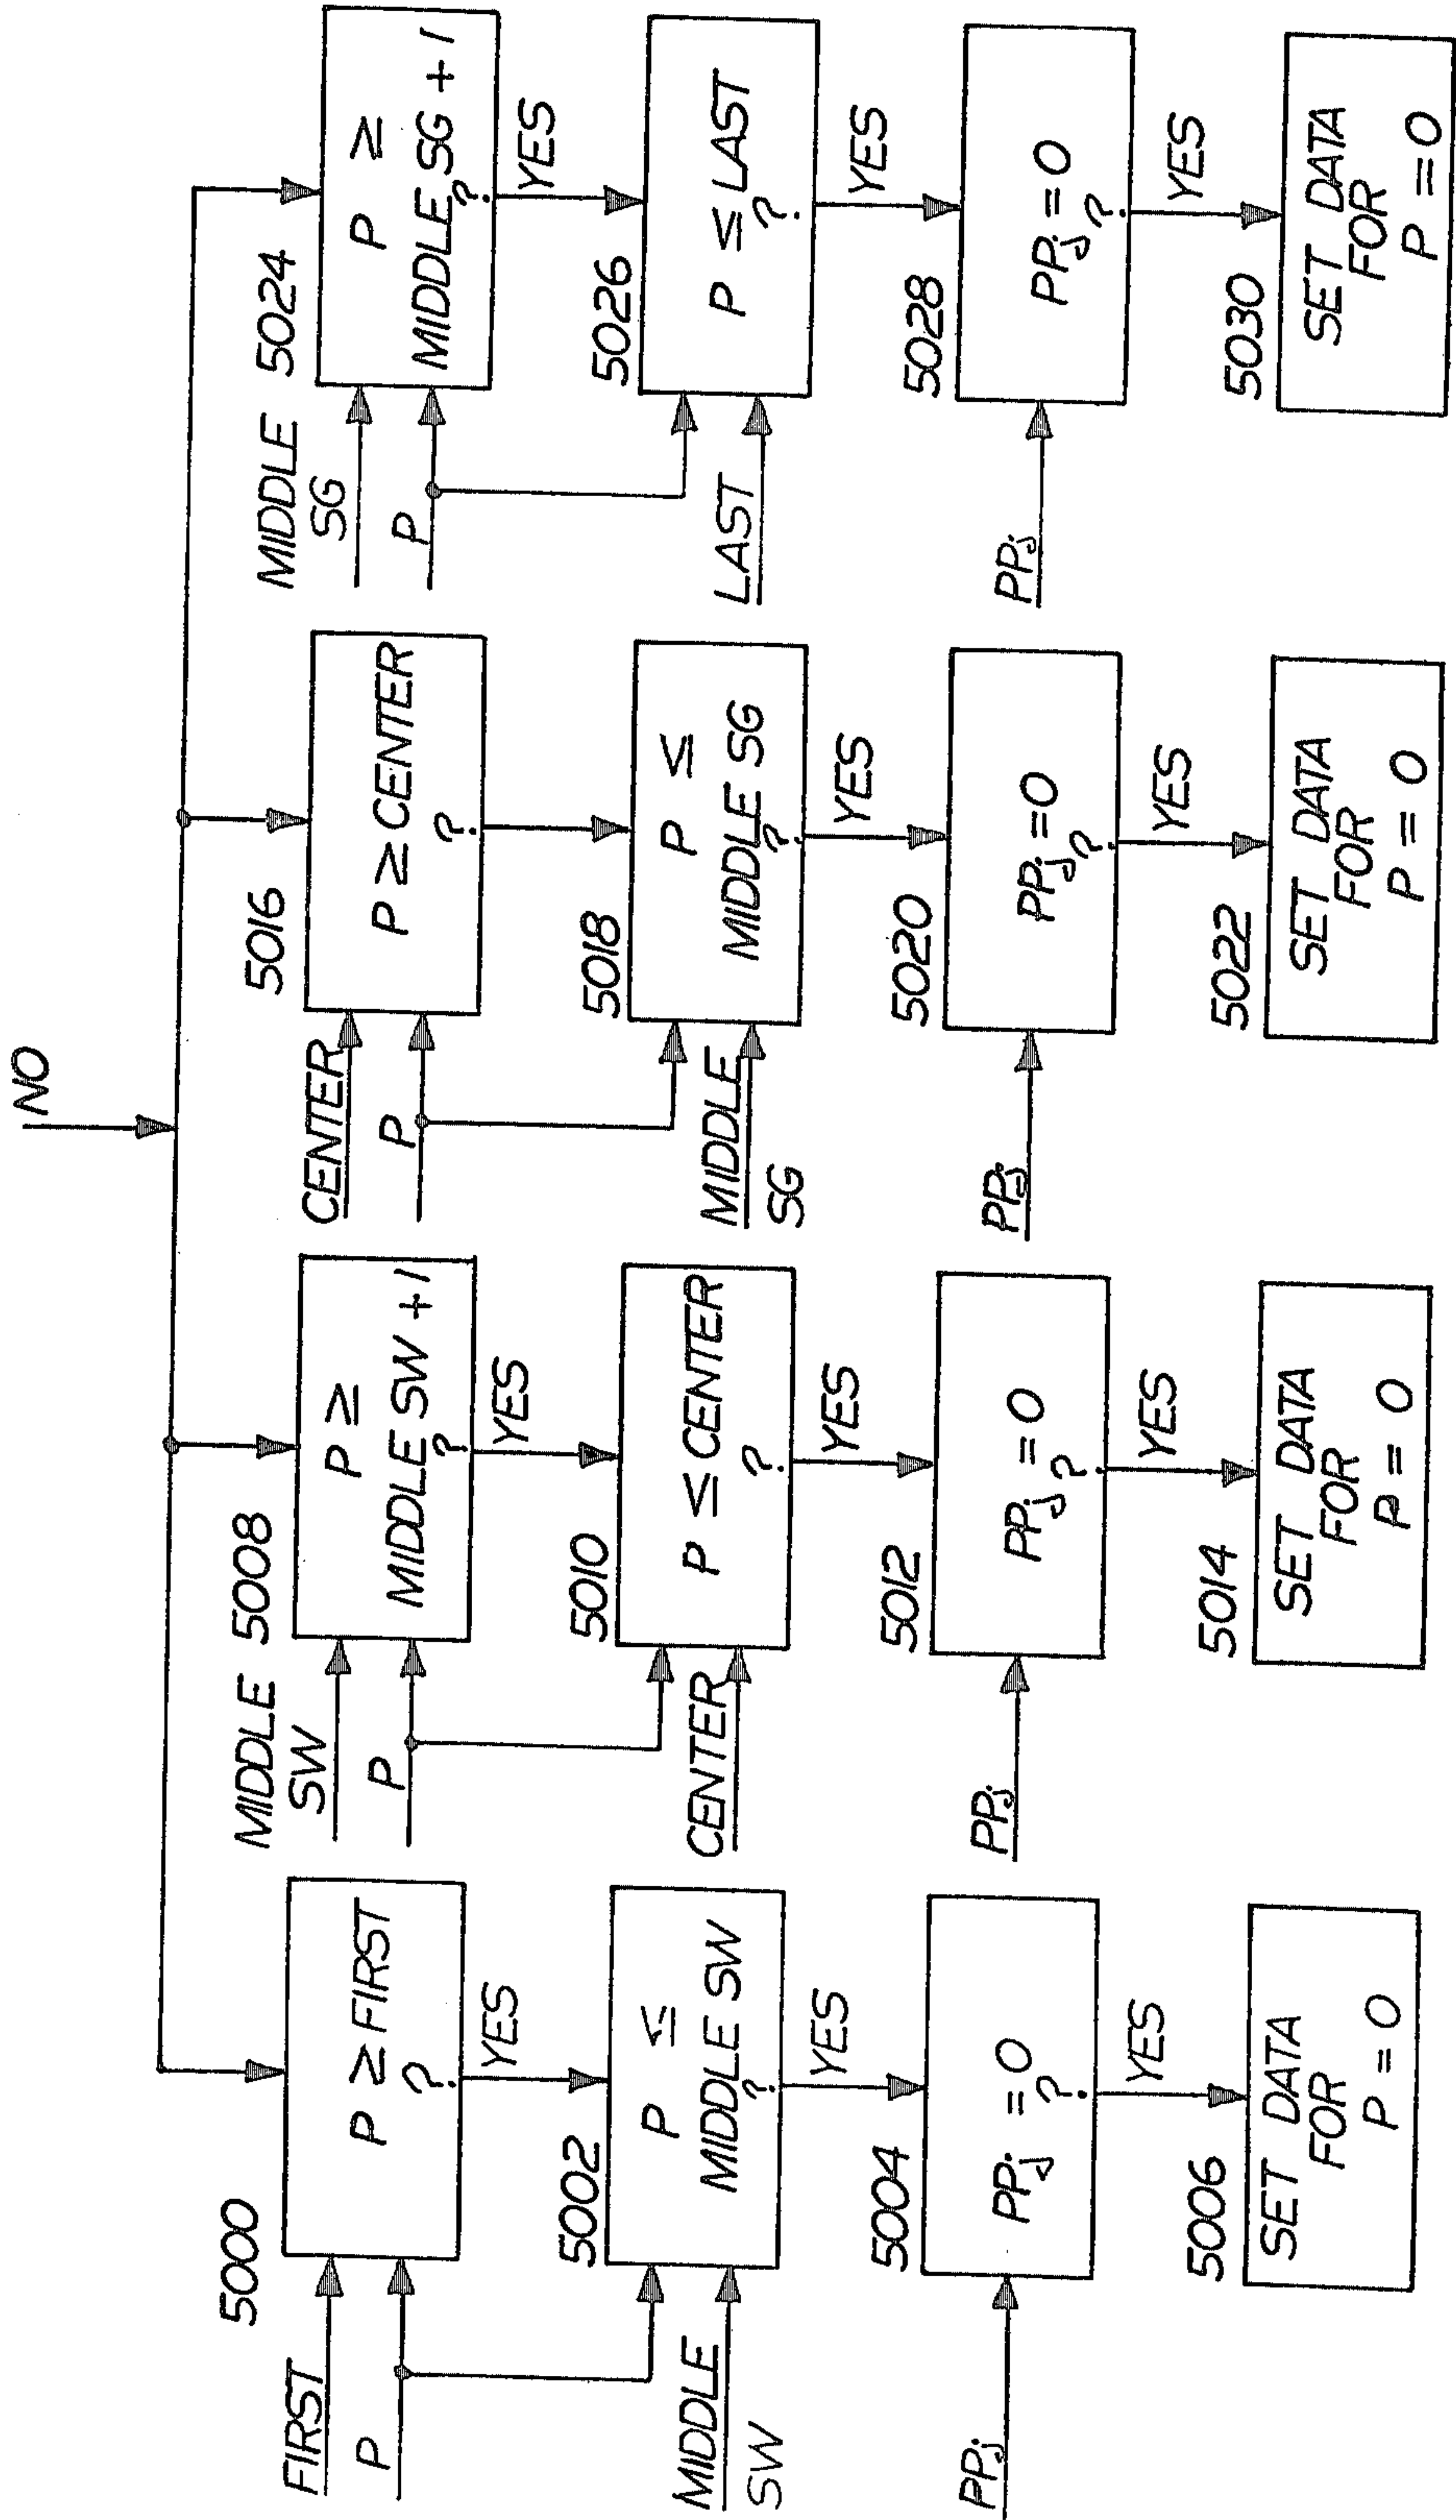 NO
5000
FIRST
P
P ≥ FIRST
?
YES
5002
MIDDLE
SW
P ≤
MIDDLE SW
?
YES
5004
PPj
PPj = 0
?
YES
5006
SET DATA
FOR
P = 0
MIDDLE
SW
5008
P
P ≥
MIDDLE SW + 1
?
YES
5010
CENTER
P ≤ CENTER
?
YES
5012
PPj
PPj = 0
?
YES
5014
SET DATA
FOR
P = 0
5016
CENTER
P
P ≥ CENTER
?
5018
MIDDLE
SG
P ≤
MIDDLE SG
?
YES
5020
PPj
PPj = 0
?
YES
5022
SET DATA
FOR
P = 0
MIDDLE
SG
5024
P
P ≥
MIDDLE SG + 1
?
YES
5026
LAST
P ≤ LAST
?
YES
5028
PPj
PPj = 0
?
YES
5030
SET DATA
FOR
P = 0